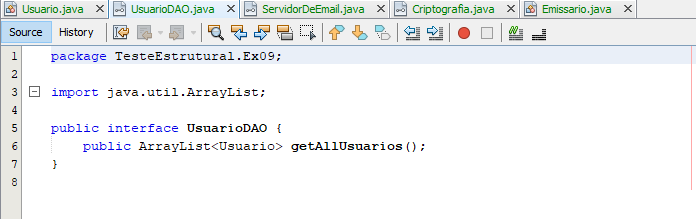 Usuario.java UsuarioDAO.java ServidorDeEmail.java Criptografia.java Emissario.java
Source History
1 package TesteEstrutural.Ex09;
2
3 import java.util.ArrayList;
4
5 public interface UsuarioDAO {
6 public ArrayList<Usuario> getAllUsuarios();
7 }
8